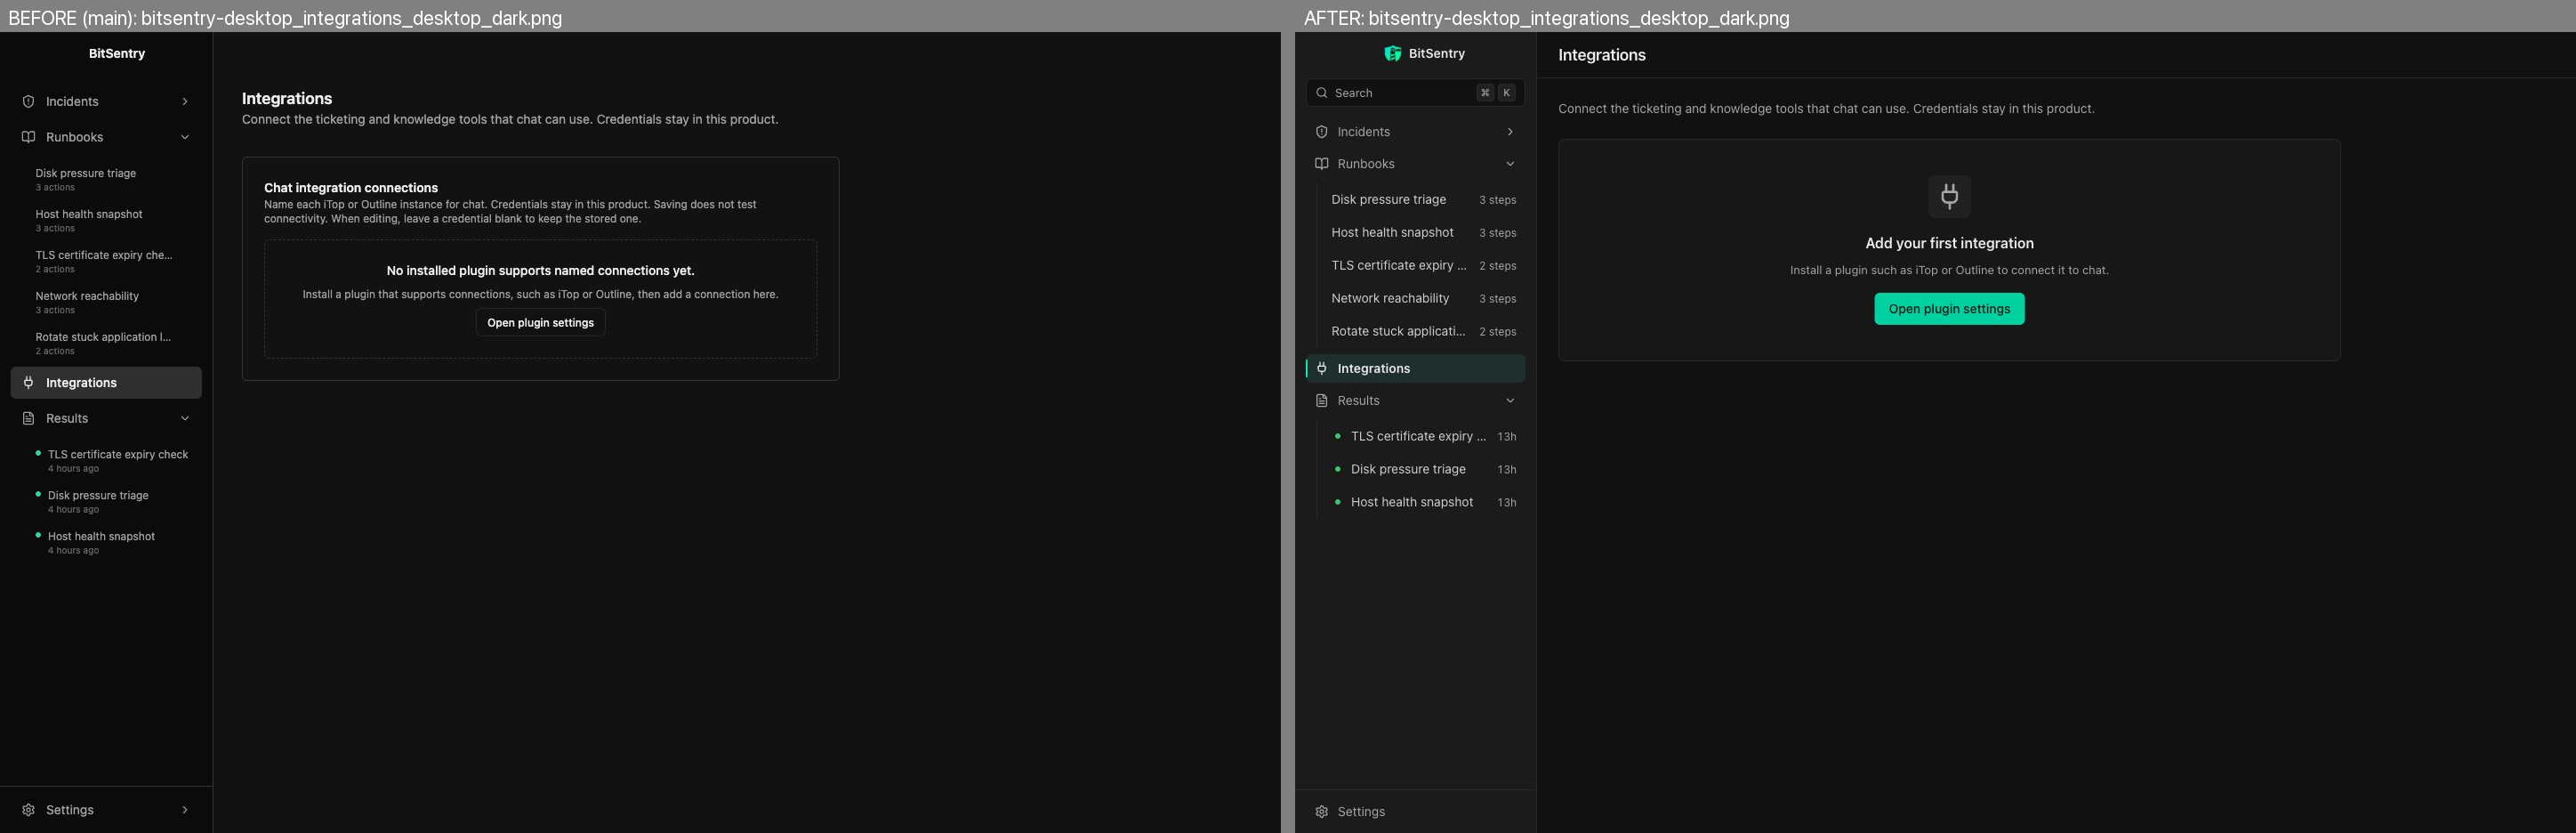 BEFORE (main): bitsentry-desktop_integrations_desktop_dark.png
BitSentry
Incidents
Runbooks
Disk pressure triage
3 actions
Host health snapshot
3 actions
TLS certificate expiry che...
2 actions
Network reachability
3 actions
Rotate stuck application l...
2 actions
Integrations
Results
TLS certificate expiry check
4 hours ago
Disk pressure triage
4 hours ago
Host health snapshot
4 hours ago
Settings
Integrations
Connect the ticketing and knowledge tools that chat can use. Credentials stay in this product.
Chat integration connections
Name each iTop or Outline instance for chat. Credentials stay in this product. Saving does not test
connectivity. When editing, leave a credential blank to keep the stored one.
No installed plugin supports named connections yet.
Install a plugin that supports connections, such as iTop or Outline, then add a connection here.
Open plugin settings
AFTER: bitsentry-desktop_integrations_desktop_dark.png
BitSentry
Search ⌘ K
Incidents
Runbooks
Disk pressure triage 3 steps
Host health snapshot 3 steps
TLS certificate expiry ... 2 steps
Network reachability 3 steps
Rotate stuck applicati... 2 steps
Integrations
Results
TLS certificate expiry ... 13h
Disk pressure triage 13h
Host health snapshot 13h
Settings
Integrations
Connect the ticketing and knowledge tools that chat can use. Credentials stay in this product.
Add your first integration
Install a plugin such as iTop or Outline to connect it to chat.
Open plugin settings